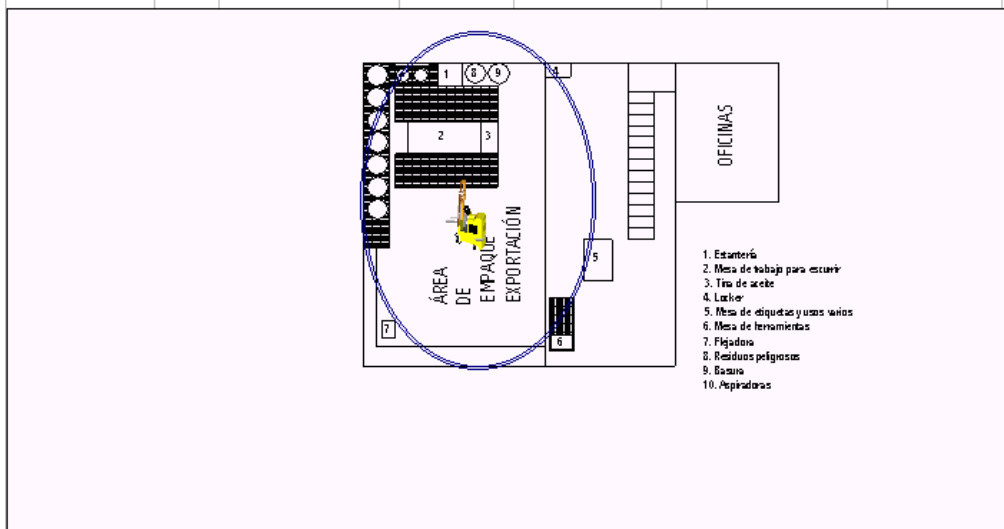 1
8
9
4
2
3
OFICINAS
ÁREA
DE
EMPAQUE
EXPORTACIÓN
5
7
6
1. Estantería
2. Mesa de trabajo para escurrir
3. Tina de aceite
4. Locker
5. Mesa de etiquetas y usos varios
6. Mesa de herramientas
7. Flejadora
8. Residuos peligrosos
9. Basura
10. Aspiradoras